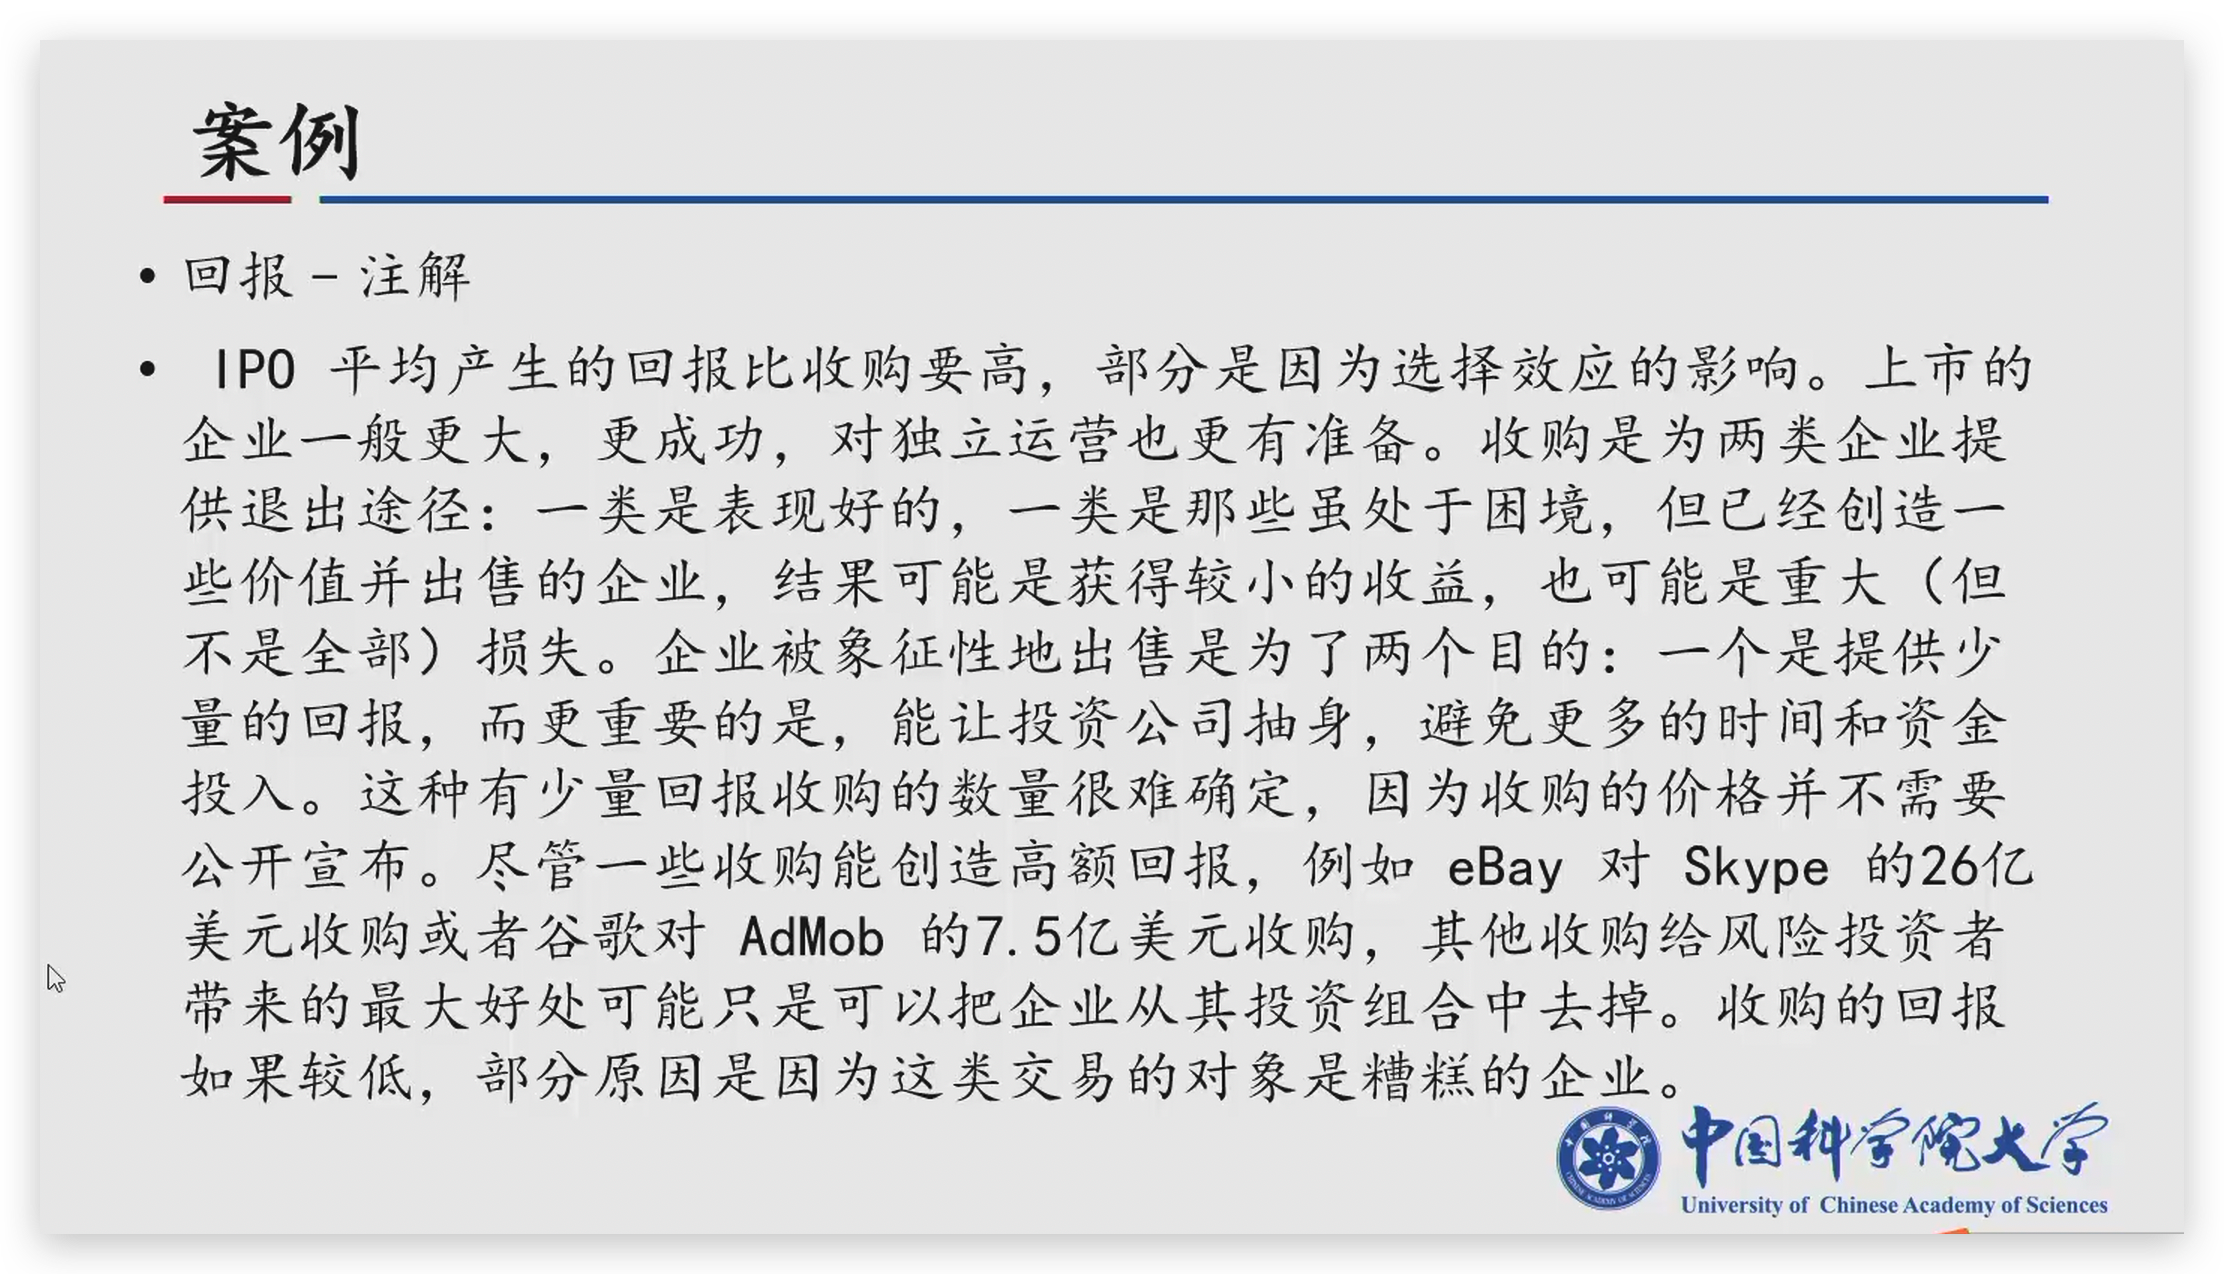 案例
• 回报 – 注解
• IPO 平均产生的回报比收购要高，部分是因为选择效应的影响。上市的
企业一般更大，更成功，对独立运营也更有准备。收购是为两类企业提
供退出途径：一类是表现好的，一类是那些虽处于困境，但已经创造一
些价值并出售的企业，结果可能是获得较小的收益，也可能是重大（但
不是全部）损失。企业被象征性地出售是为了两个目的：一个是提供少
量的回报，而更重要的是，能让投资公司抽身，避免更多的时间和资金
投入。这种有少量回报收购的数量很难确定，因为收购的价格并不需要
公开宣布。尽管一些收购能创造高额回报，例如 eBay 对 Skype 的26亿
美元收购或者谷歌对 AdMob 的7.5亿美元收购，其他收购给风险投资者
带来的最大好处可能只是可以把企业从其投资组合中去掉。收购的回报
如果较低，部分原因是因为这类交易的对象是糟糕的企业。
中国科学院大学
University of Chinese Academy of Sciences